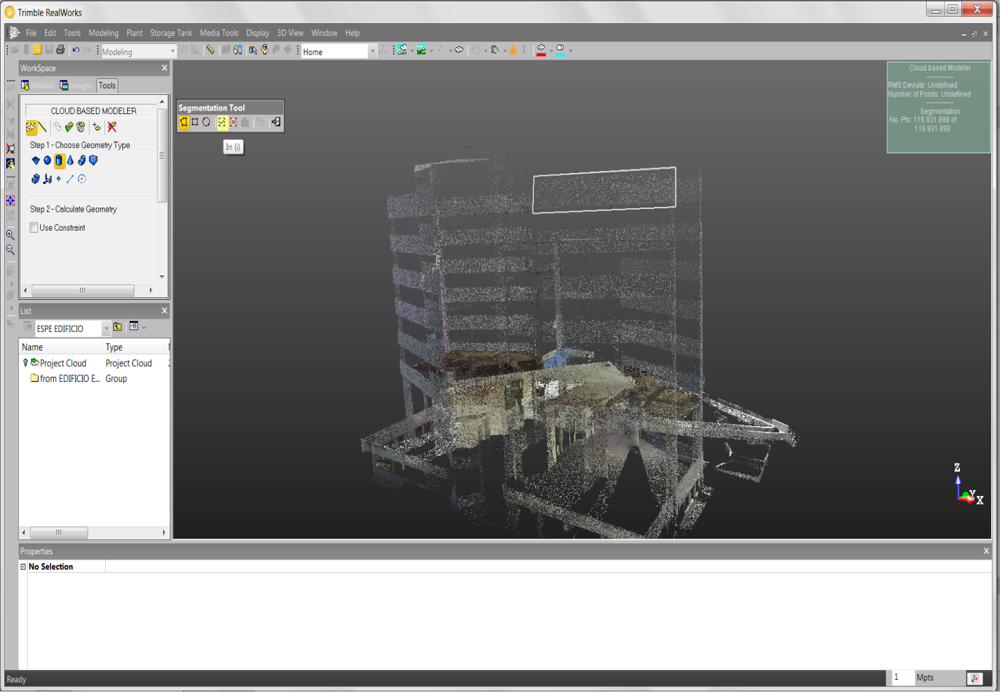 Trimble RealWorks
File Edit Tools Modeling Plant Storage Tank Media Tools Display 3D View Window Help
Modeling
Home
1
WorkSpace
Models Images Tools
CLOUD BASED MODELER
Step 1 - Choose Geometry Type
Step 2 - Calculate Geometry
Use Constraint
Segmentation Tool
In (i)
Cloud based Modeler
-------------
RMS Deviate: Undefined
Number of Points: Undefined
-------------
Segmentation
No. Pts: 116.931.898 of
116.931.898
Z
Y
X
List
ESPE EDIFICIO
Name Type
Project Cloud Project Cloud
from EDIFICIO E... Group
Properties
No Selection
Ready
1 Mpts